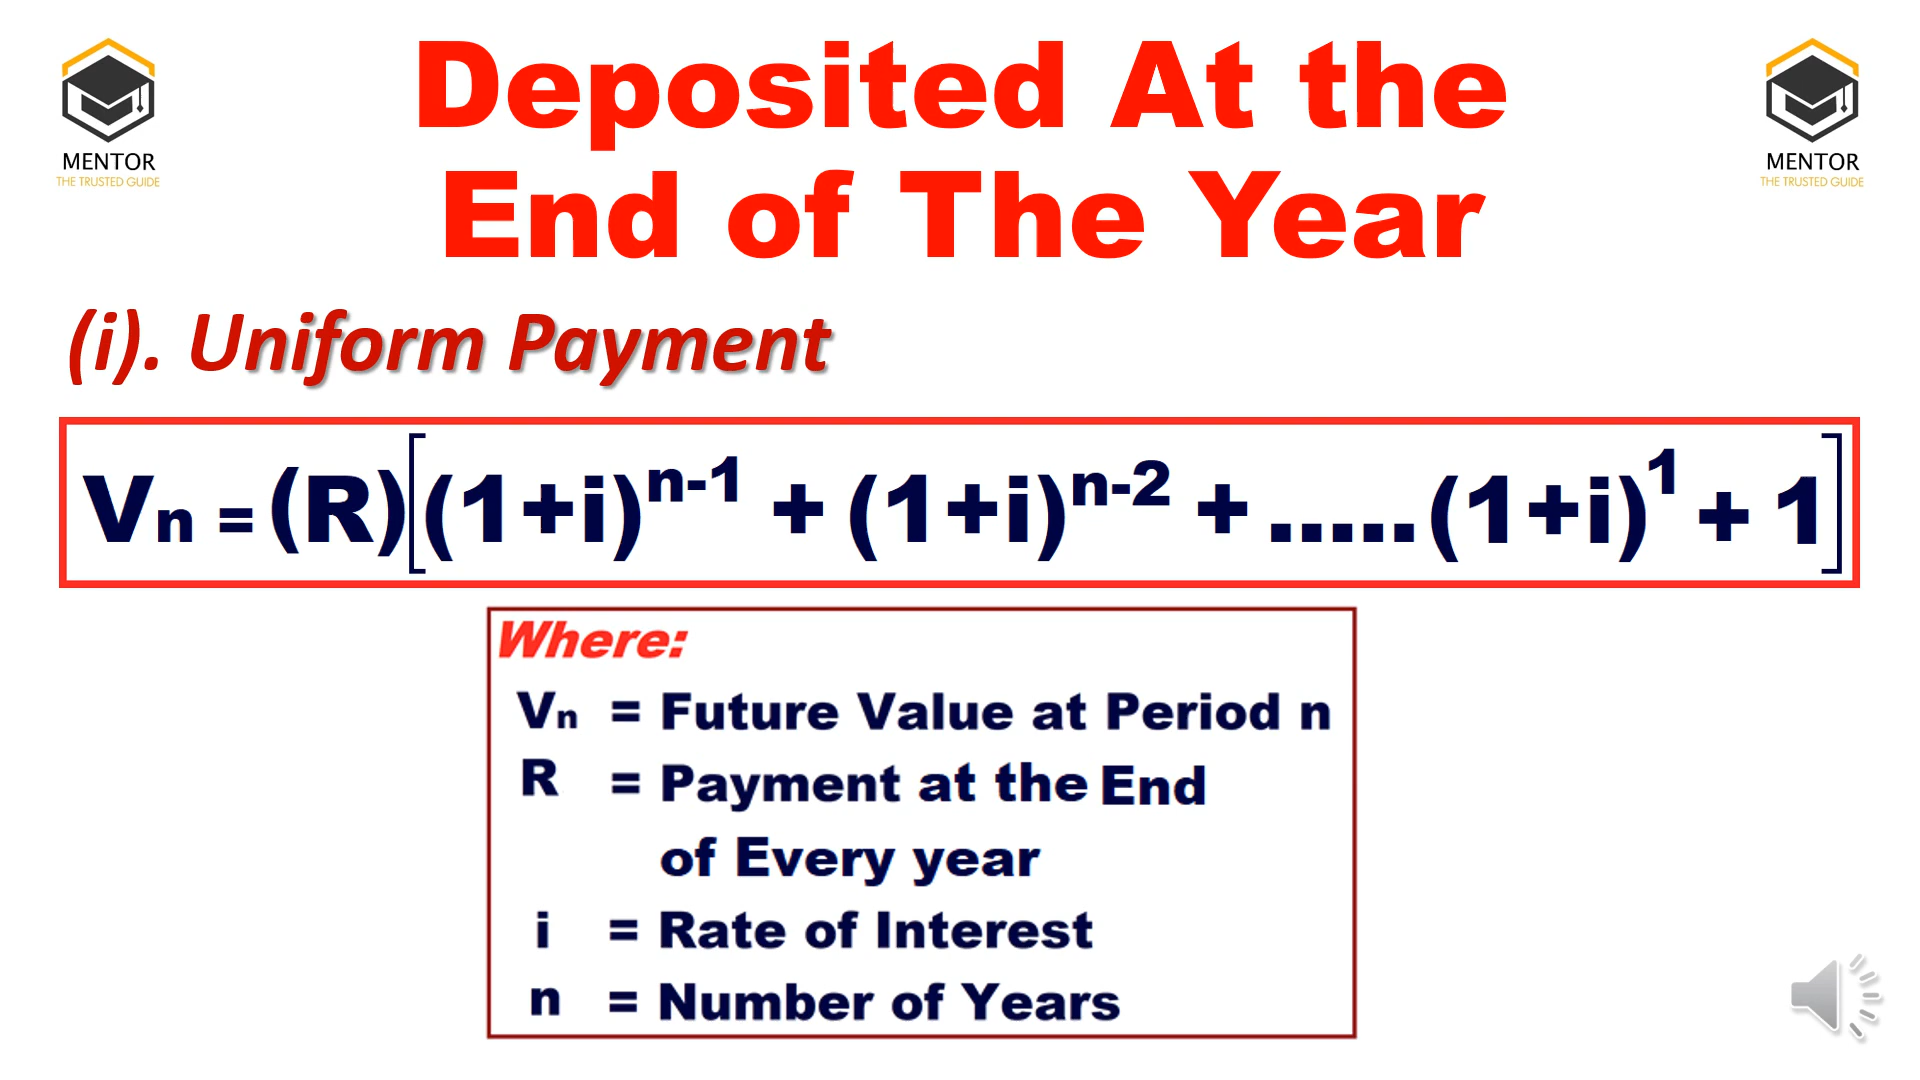 MENTOR
THE TRUSTED GUIDE
Deposited At the
End of The Year
MENTOR
THE TRUSTED GUIDE
(i). Uniform Payment
Vn = (R)[(1+i)^n-1 + (1+i)^n-2 + .....(1+i)^1 + 1]
Where:
Vn = Future Value at Period n
R = Payment at the End
of Every year
i = Rate of Interest
n = Number of Years